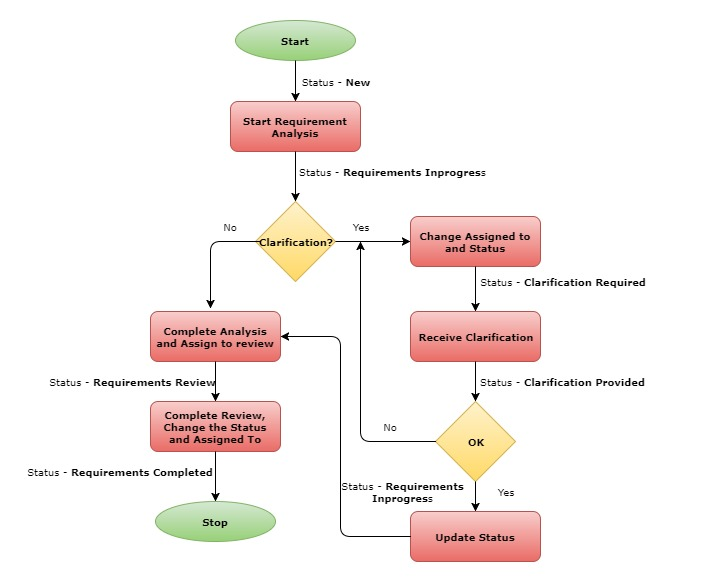 Start
Status - New
Start Requirement
Analysis
Status - Requirements Inprogress
No
Clarification?
Yes
Change Assigned to
and Status
Status - Clarification Required
Complete Analysis
and Assign to review
Receive Clarification
Status - Requirements Review
Status - Clarification Provided
Complete Review,
Change the Status
and Assigned To
No
OK
Status - Requirements Completed
Status - Requirements
Inprogress
Yes
Stop
Update Status